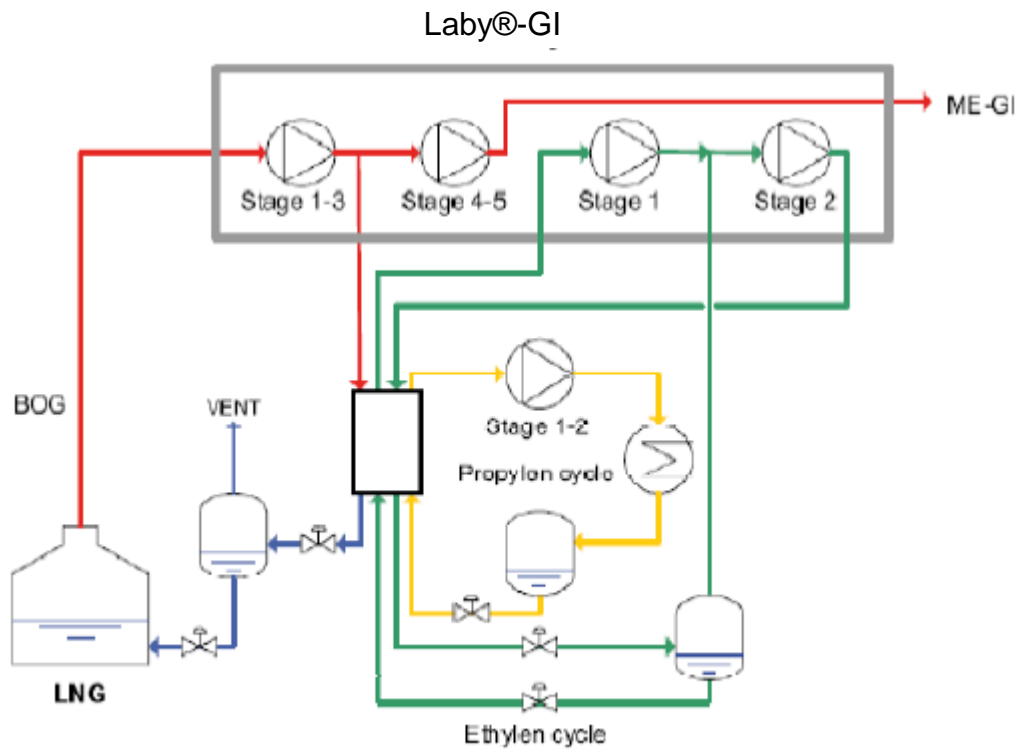 Laby®-GI
ME-GI
Stage 1-3
Stage 4-5
Stage 1
Stage 2
BOG
VENT
Stage 1-2
Propylen cycle
LNG
Ethylen cycle